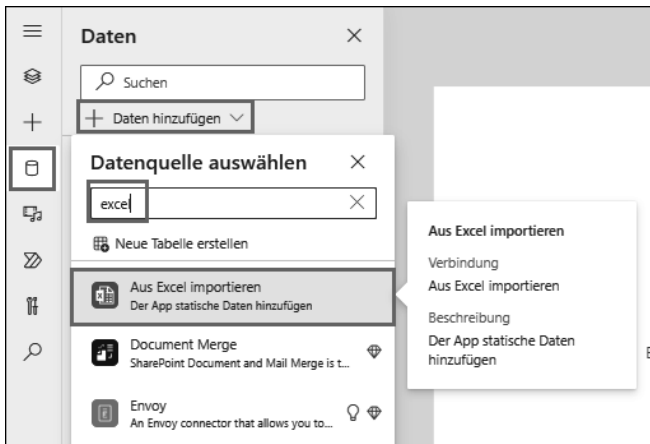 Daten
Suchen
Daten hinzufügen
Datenquelle auswählen
excel
Neue Tabelle erstellen
Aus Excel importieren
Der App statische Daten hinzufügen
Document Merge
SharePoint Document and Mail Merge is t...
Envoy
An Envoy connector that allows you to...
Aus Excel importieren
Verbindung
Aus Excel importieren
Beschreibung
Der App statische Daten
hinzufügen